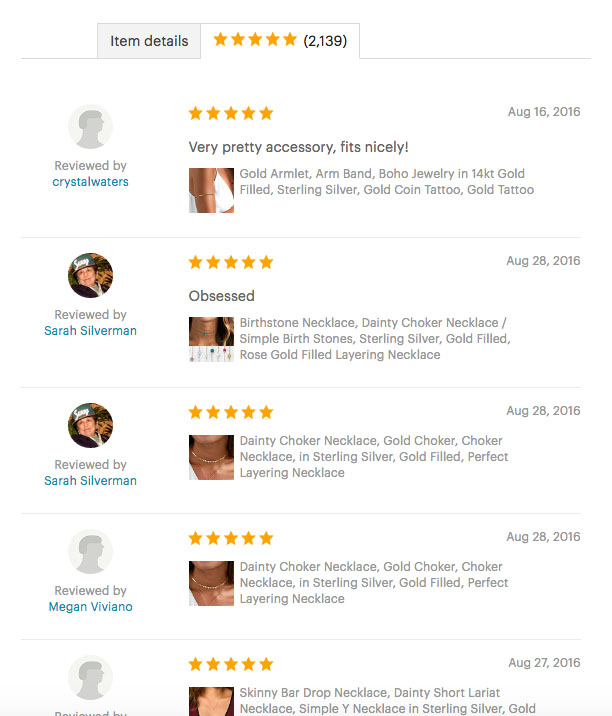 Item details
(2,139)
Aug 16, 2016
Very pretty accessory, fits nicely!
Reviewed by
crystalwaters
Gold Armlet, Arm Band, Boho Jewelry in 14kt Gold
Filled, Sterling Silver, Gold Coin Tattoo, Gold Tattoo
Aug 28, 2016
Obsessed
Reviewed by
Sarah Silverman
Birthstone Necklace, Dainty Choker Necklace /
Simple Birth Stones, Sterling Silver, Gold Filled,
Rose Gold Filled Layering Necklace
Aug 28, 2016
Reviewed by
Sarah Silverman
Dainty Choker Necklace, Gold Choker, Choker
Necklace, in Sterling Silver, Gold Filled, Perfect
Layering Necklace
Aug 28, 2016
Reviewed by
Megan Viviano
Dainty Choker Necklace, Gold Choker, Choker
Necklace, in Sterling Silver, Gold Filled, Perfect
Layering Necklace
Aug 27, 2016
Reviewed by
Skinny Bar Drop Necklace, Dainty Short Lariat
Necklace, Simple Y Necklace in Sterling Silver, Gold